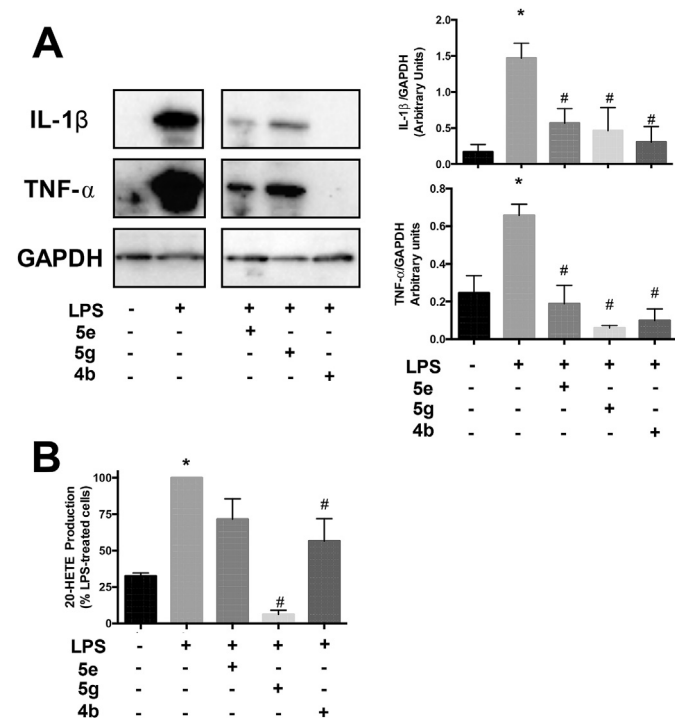 A
IL-1β
TNF-α
GAPDH
LPS - + + + +
5e - - + - -
5g - - - + -
4b - - - - +
IL-1β/GAPDH
(Arbitrary Units)
2.0
1.5
1.0
0.5
0.0
*
#
#
#
TNF-α/GAPDH
Arbitrary units
0.8
0.6
0.4
0.2
0.0
*
#
#
#
LPS - + + + +
5e - - + - -
5g - - - + -
4b - - - - +
B
20-HETE Production
(% LPS-treated cells)
100
75
50
25
0
*
#
#
LPS - + + + +
5e - - + - -
5g - - - + -
4b - - - - +